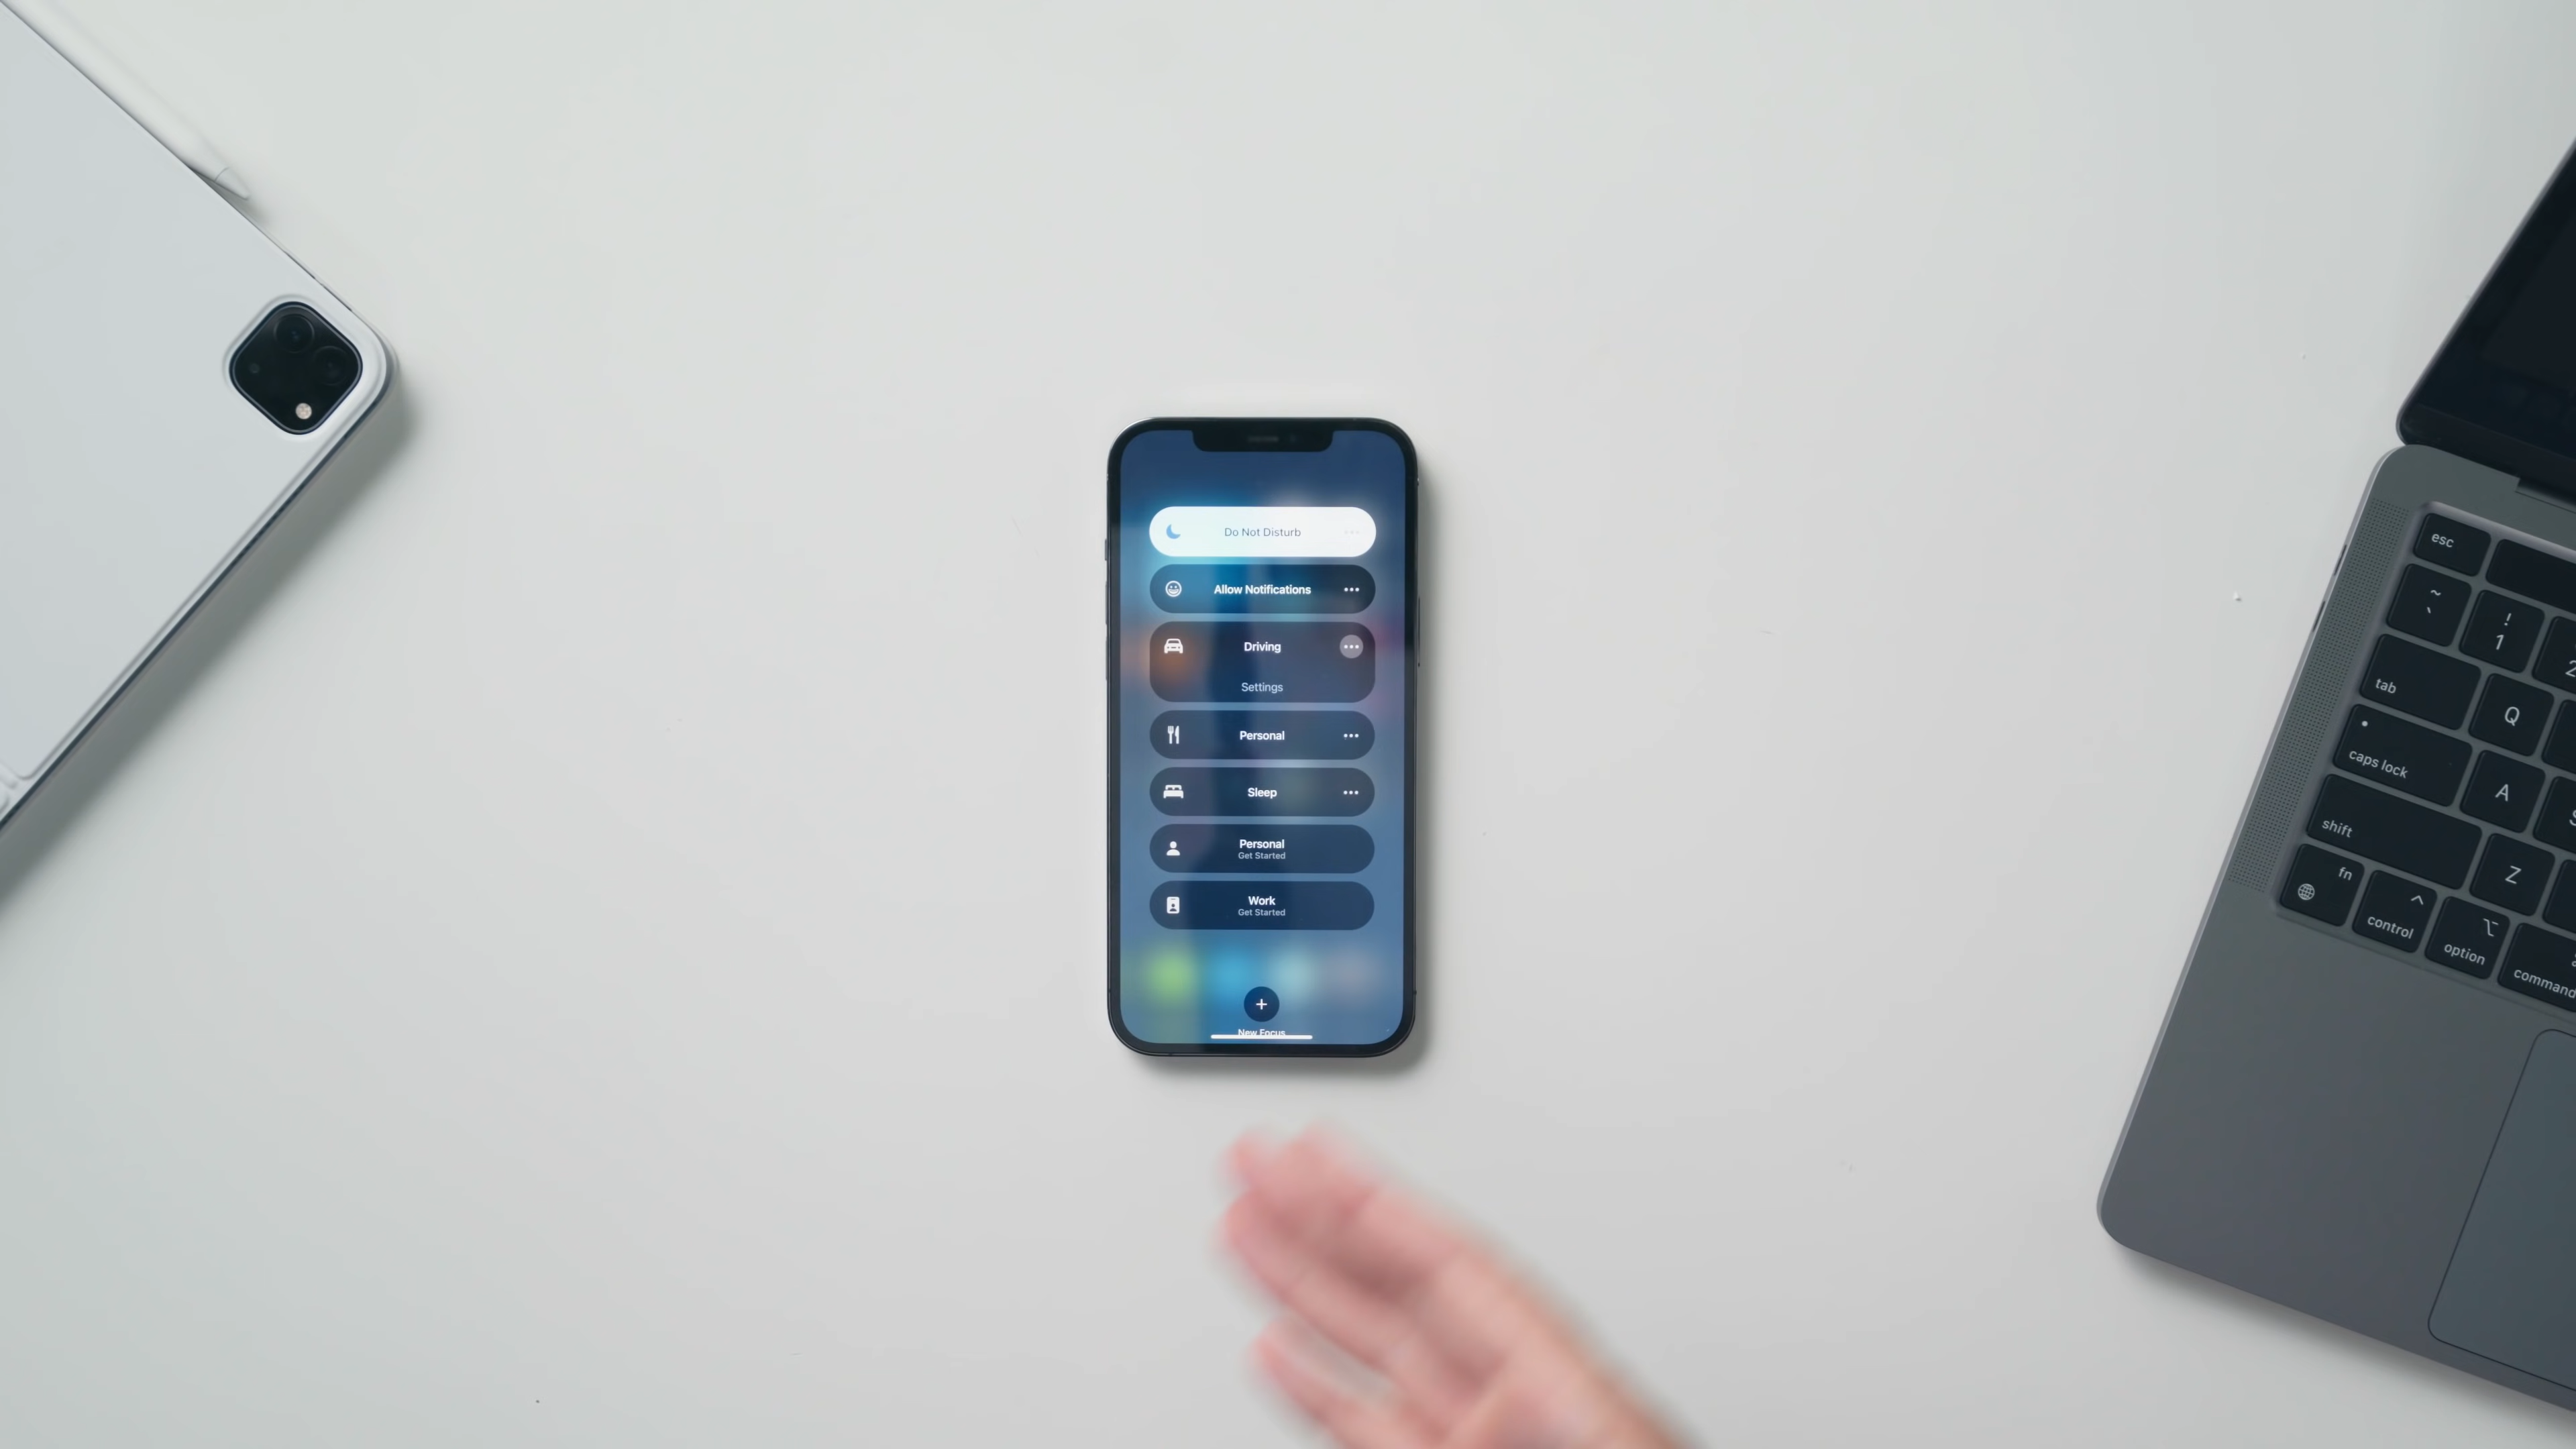 Do Not Disturb
Allow Notifications
Driving
Settings
Personal
Sleep
Personal
Get Started
Work
Get Started
+
New Focus
esc
~
`
!
1
2
tab
Q
caps lock
A
S
shift
Z
fn
control
option
command